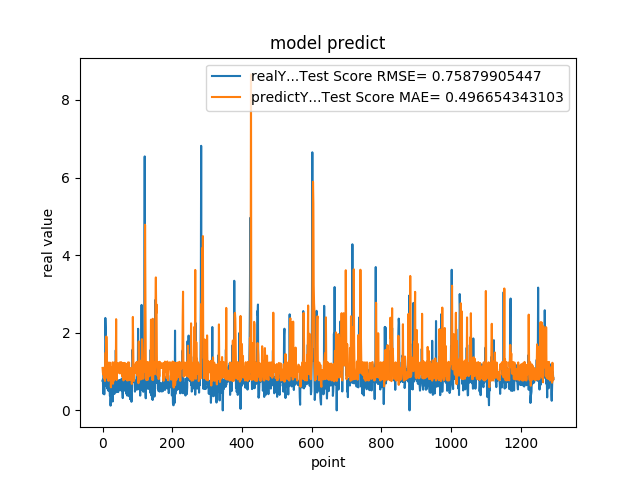 model predict
realY...Test Score RMSE= 0.75879905447
predictY...Test Score MAE= 0.496654343103
8
6
4
2
0
real value
0 200 400 600 800 1000 1200
point